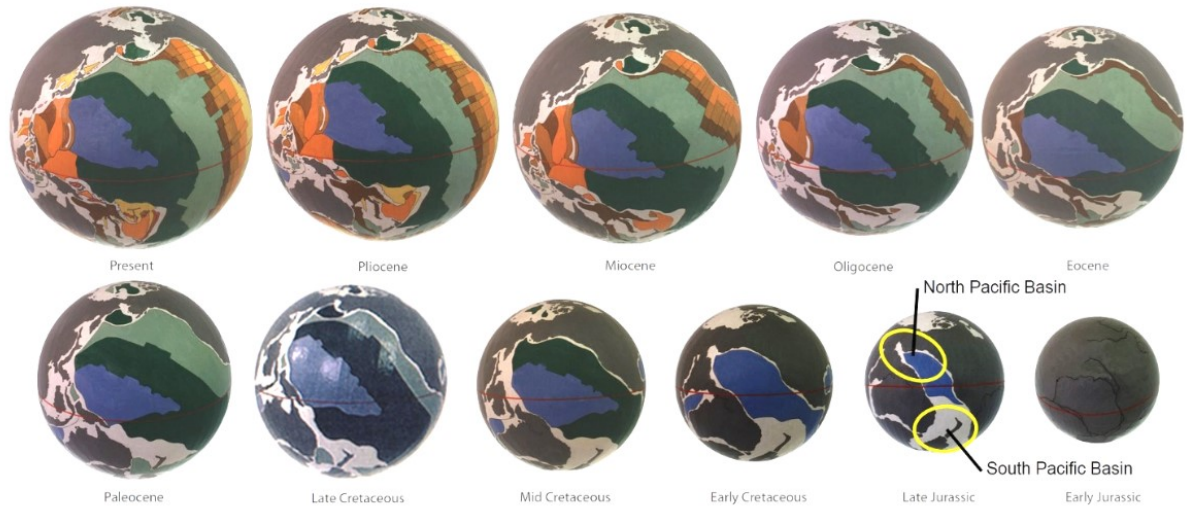 Present
Pliocene
Miocene
Oligocene
Eocene
North Pacific Basin
South Pacific Basin
Paleocene
Late Cretaceous
Mid Cretaceous
Early Cretaceous
Late Jurassic
Early Jurassic